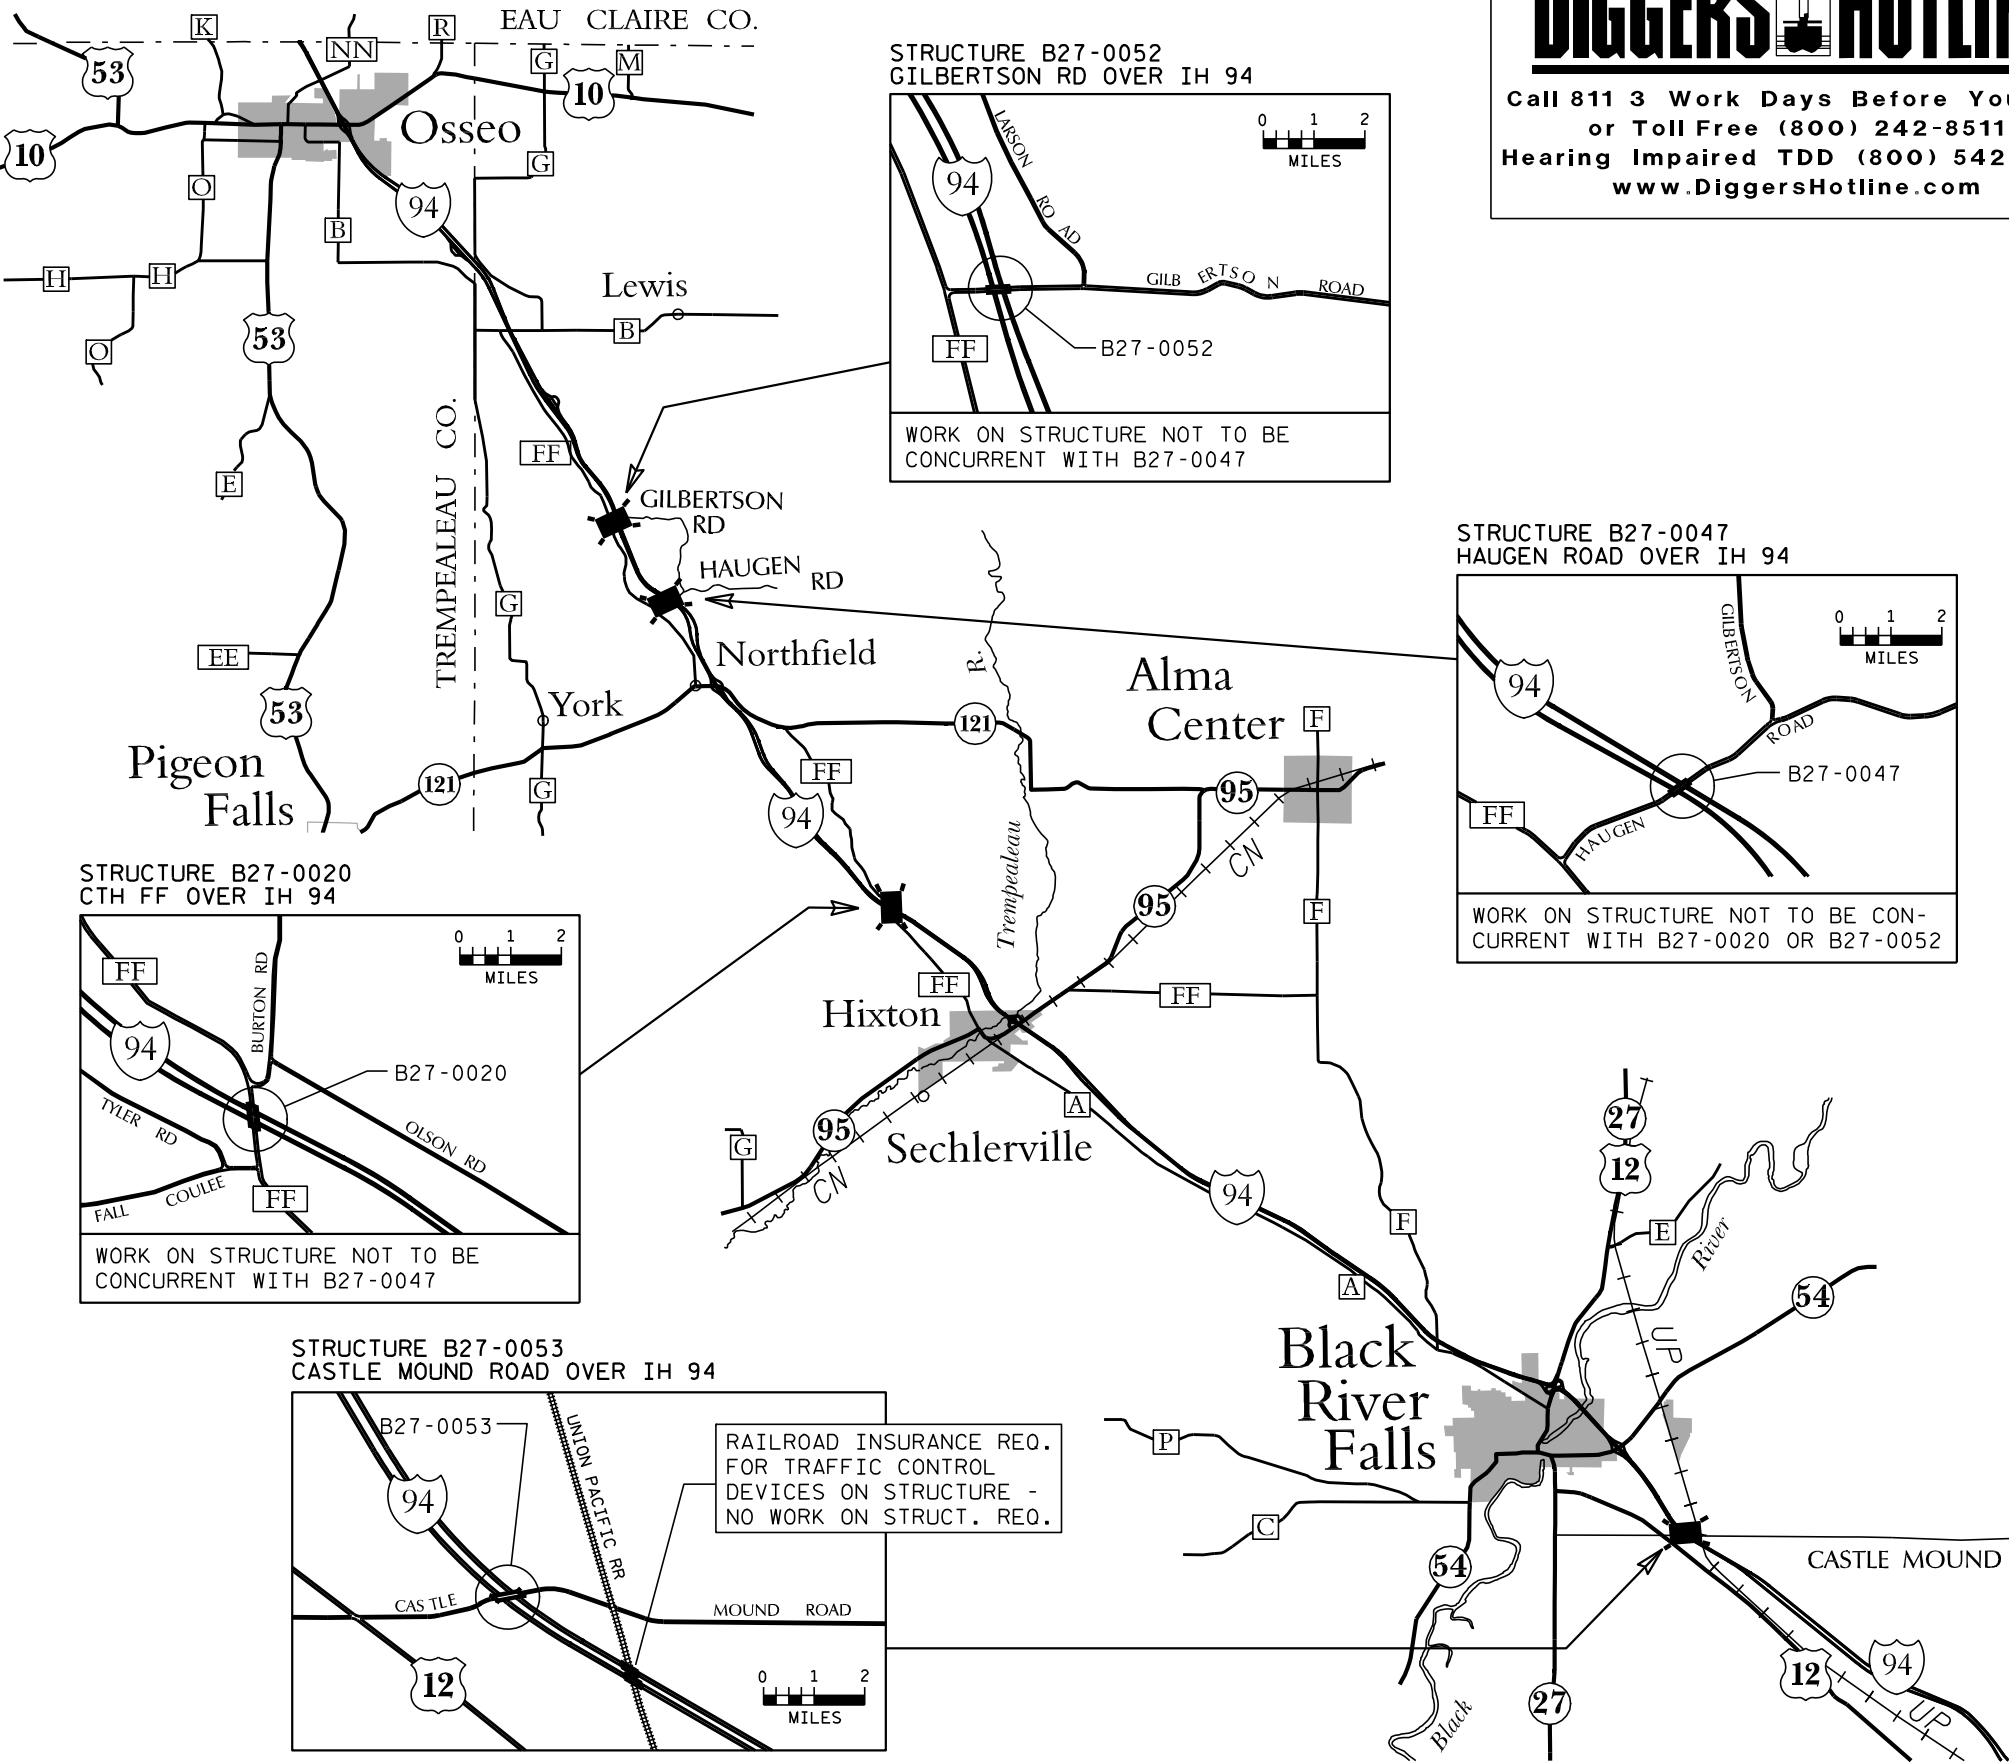 EAU CLAIRE CO.
K
NN
R
G
M
53
10
10
Osseo
G
O
94
B
H
H
Lewis
B
53
O
FF
E
TREMPEALEAU CO.
GILBERTSON
RD
HAUGEN RD
G
EE
Northfield
York
53
Pigeon
Falls
121
G
121
R.
Trempealeau
Alma
Center
F
FF
94
95
CN
95
F
FF
FF
Hixton
A
95
Sechlerville
G
CN
94
F
A
27
12
E
River
54
UP
Black
River
Falls
P
C
54
CASTLE MOUND
27
12
94
UP
Black
STRUCTURE B27-0052
GILBERTSON RD OVER IH 94
LARSON ROAD
0 1 2
MILES
94
GILBERTSON ROAD
FF
B27-0052
WORK ON STRUCTURE NOT TO BE
CONCURRENT WITH B27-0047
DIGGERS HOTLIN
Call 811 3 Work Days Before You
or Toll Free (800) 242-8511
Hearing Impaired TDD (800) 542
www.DiggersHotline.com
STRUCTURE B27-0047
HAUGEN ROAD OVER IH 94
GILBERTSON
0 1 2
MILES
94
ROAD
B27-0047
FF
HAUGEN
WORK ON STRUCTURE NOT TO BE CON-
CURRENT WITH B27-0020 OR B27-0052
STRUCTURE B27-0020
CTH FF OVER IH 94
FF
BURTON RD
0 1 2
MILES
94
B27-0020
TYLER RD
OLSON RD
FALL COULEE
FF
WORK ON STRUCTURE NOT TO BE
CONCURRENT WITH B27-0047
STRUCTURE B27-0053
CASTLE MOUND ROAD OVER IH 94
B27-0053
UNION PACIFIC RR
RAILROAD INSURANCE REQ.
FOR TRAFFIC CONTROL
DEVICES ON STRUCTURE -
NO WORK ON STRUCT. REQ.
94
CASTLE
MOUND ROAD
12
0 1 2
MILES